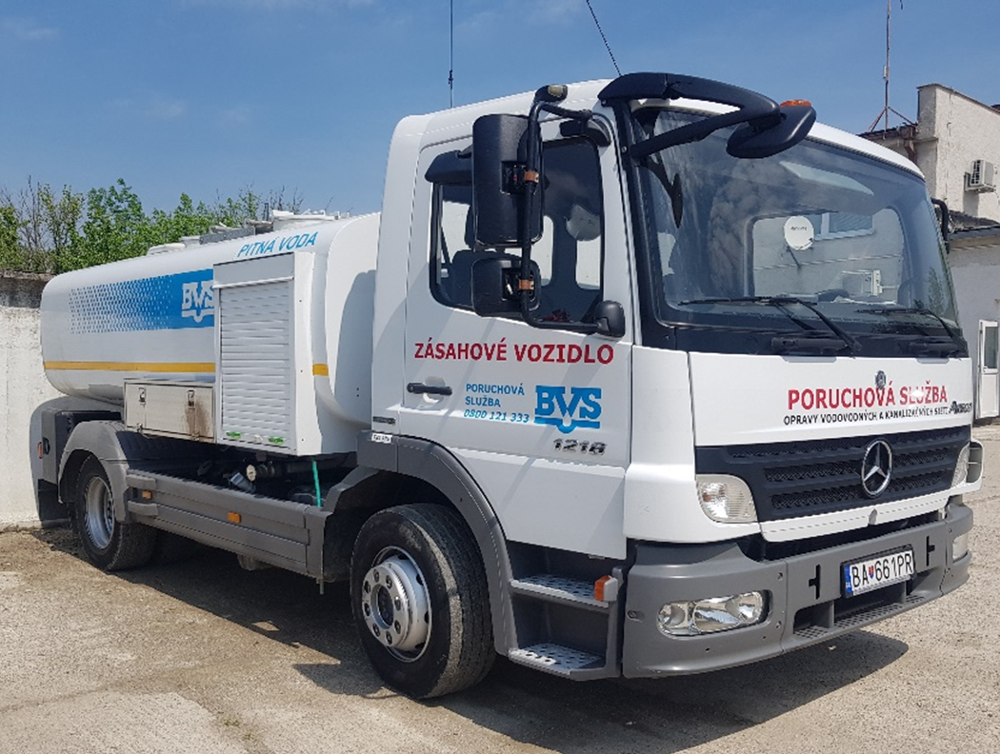 PITNÁ VODA
BVS
ZÁSAHOVÉ VOZIDLO
PORUCHOVÁ
SLUŽBA
0800 121 333
BVS
1218
PORUCHOVÁ SLUŽBA
OPRAVY VODOVODNÝCH A KANALIZAČNÝCH SIETÍ
BA 661PR